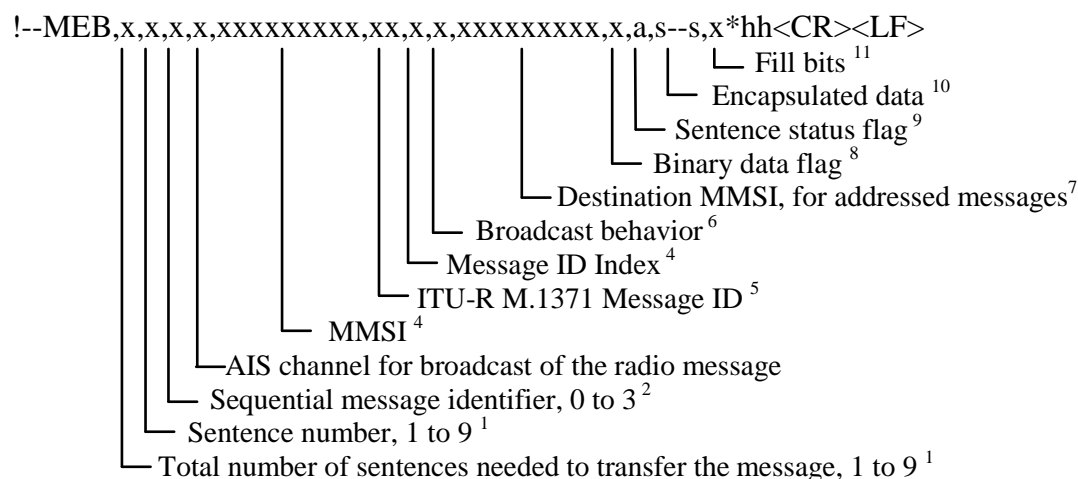 !--MEB,x,x,x,x,xxxxxxxxx,xx,x,x,xxxxxxxxx,x,a,s--s,x*hh<CR><LF>
Fill bits 11
Encapsulated data 10
Sentence status flag 9
Binary data flag 8
Destination MMSI, for addressed messages7
Broadcast behavior 6
Message ID Index 4
ITU-R M.1371 Message ID 5
MMSI 4
AIS channel for broadcast of the radio message
Sequential message identifier, 0 to 3 2
Sentence number, 1 to 9 1
Total number of sentences needed to transfer the message, 1 to 9 1